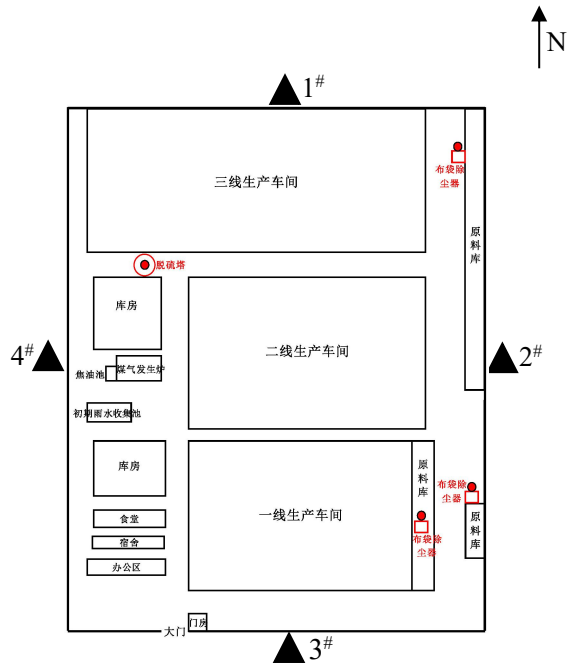 N
1#
三线生产车间
布袋除
尘器
原
料
库
脱硫塔
库房
二线生产车间
4#
2#
煤气发生炉
焦油池
初期雨水收集池
库房
原
料
库
布袋除
尘器
食堂
一线生产车间
原
料
库
布袋除
尘器
宿舍
办公区
门房
大门
3#